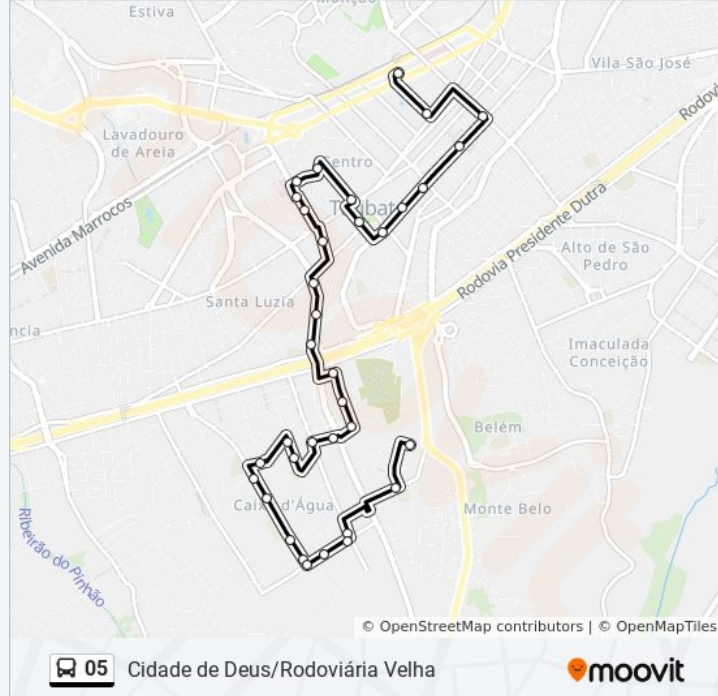 Estiva
Vila São José
Rodovi
Lavadouro
de Areia
Centro
Avenida Marrocos
Rodovia Presidente Dutra
Alto de São
Pedro
Santa Luzia
ncia
Imaculada
Conceição
Belém
Caixa d'Água
Monte Belo
Ribeirão do Pinhão
© OpenStreetMap contributors | © OpenMapTiles
05 Cidade de Deus/Rodoviária Velha
moovit